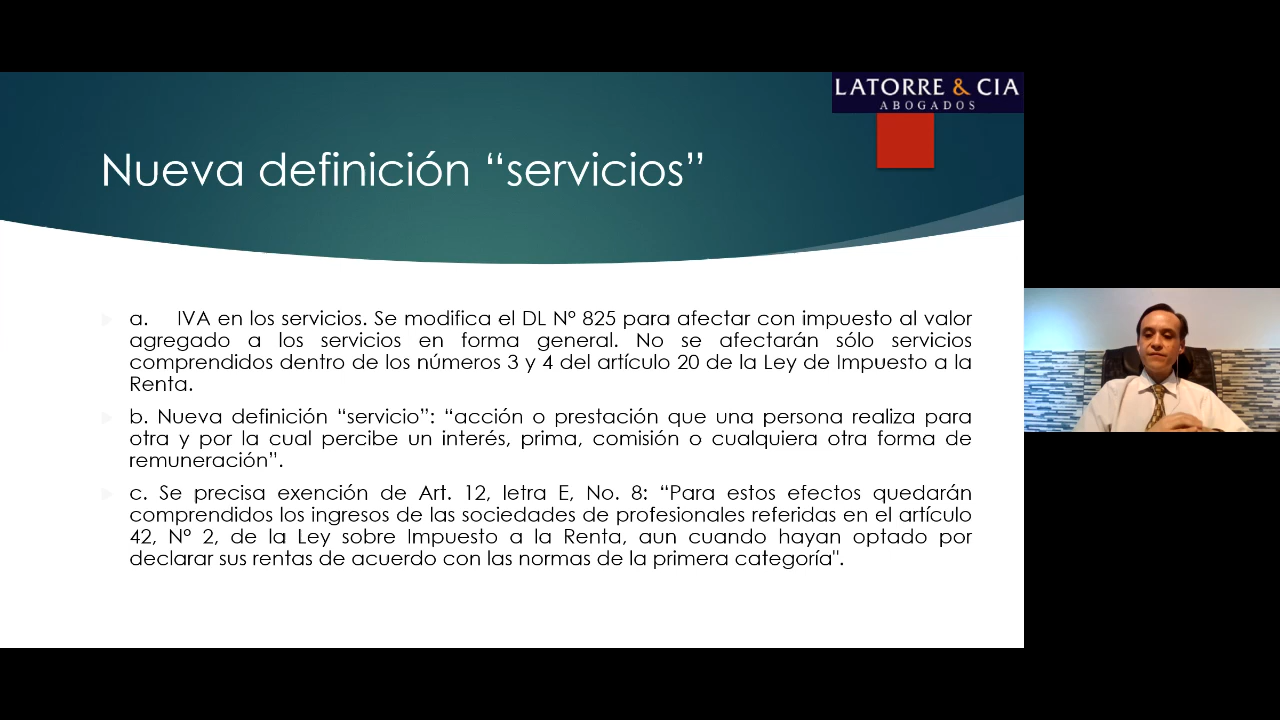 LATORRE & CIA
ABOGADOS
Nueva definición “servicios”
a. IVA en los servicios. Se modifica el DL Nº 825 para afectar con impuesto al valor
agregado a los servicios en forma general. No se afectarán sólo servicios
comprendidos dentro de los números 3 y 4 del artículo 20 de la Ley de Impuesto a la
Renta.
b. Nueva definición “servicio”: “acción o prestación que una persona realiza para
otra y por la cual percibe un interés, prima, comisión o cualquiera otra forma de
remuneración”.
c. Se precisa exención de Art. 12, letra E, No. 8: “Para estos efectos quedarán
comprendidos los ingresos de las sociedades de profesionales referidas en el artículo
42, Nº 2, de la Ley sobre Impuesto a la Renta, aun cuando hayan optado por
declarar sus rentas de acuerdo con las normas de la primera categoría".